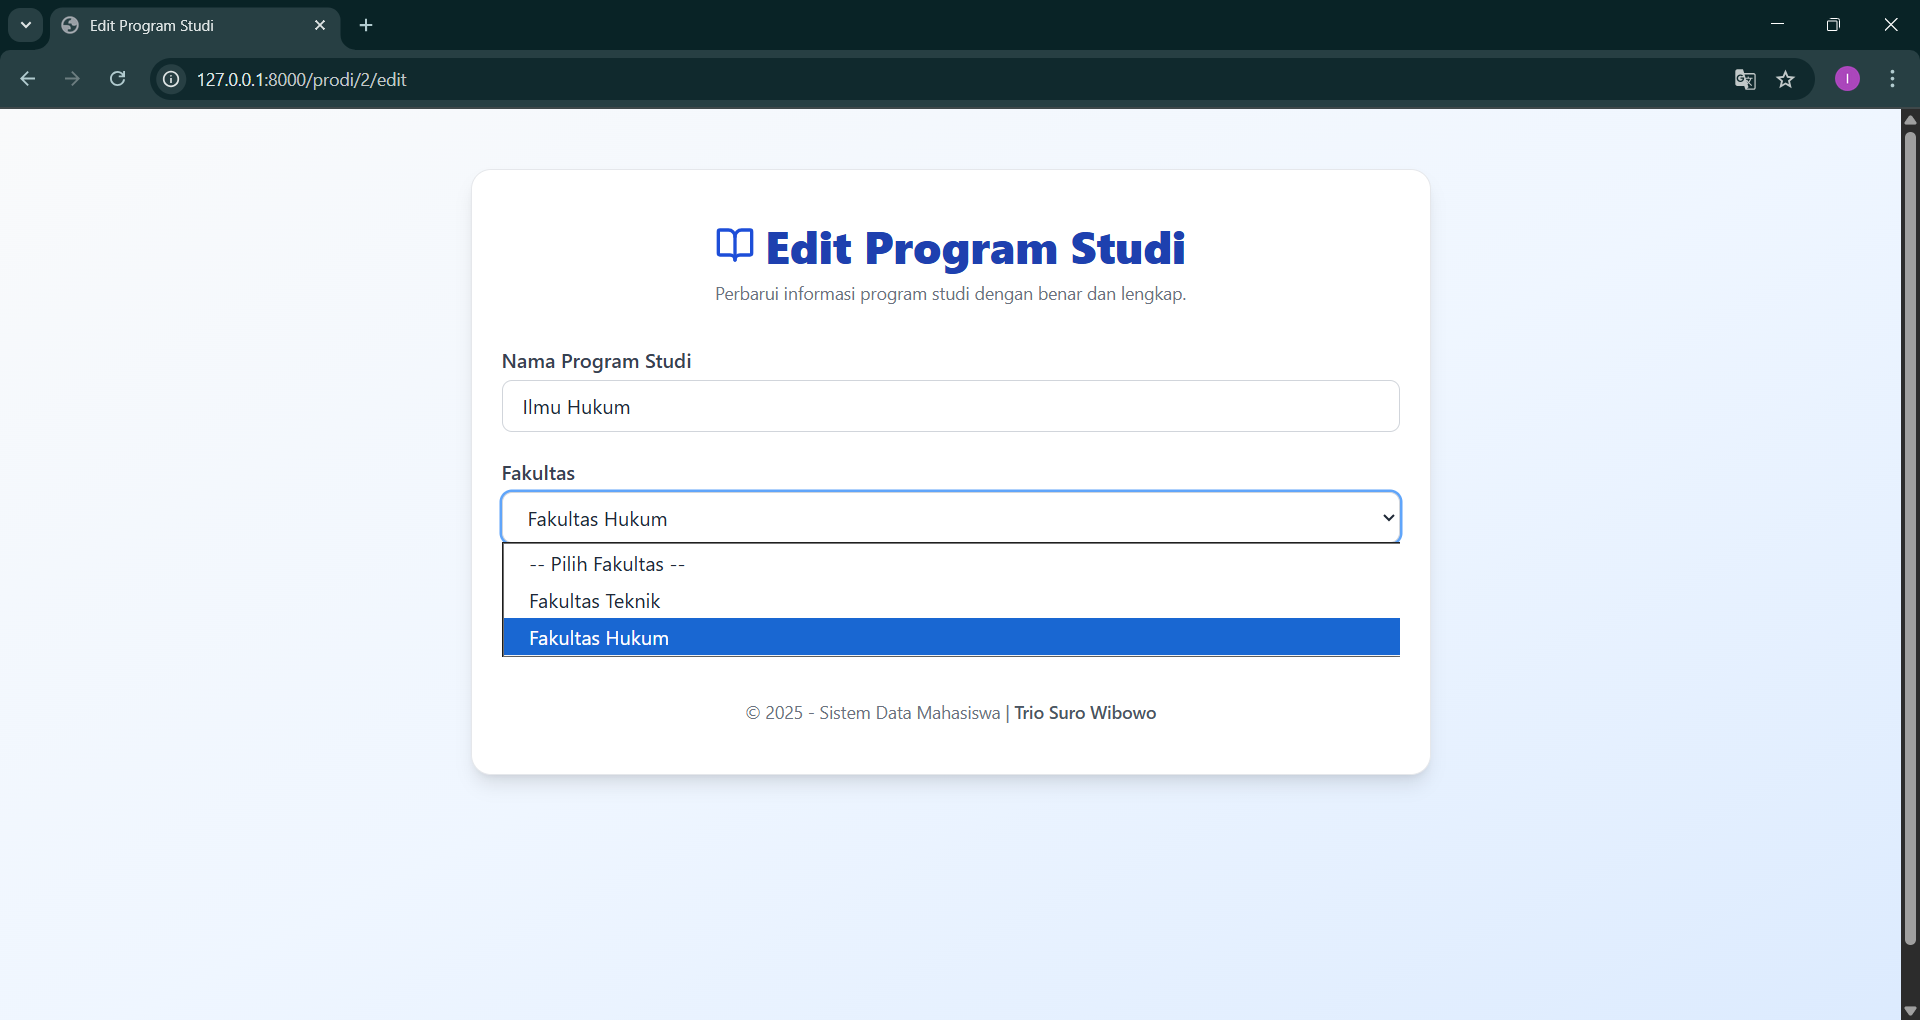 Edit Program Studi
127.0.0.1:8000/prodi/2/edit
I
Edit Program Studi
Perbarui informasi program studi dengan benar dan lengkap.
Nama Program Studi
Ilmu Hukum
Fakultas
Fakultas Hukum
-- Pilih Fakultas --
Fakultas Teknik
Fakultas Hukum
© 2025 - Sistem Data Mahasiswa | Trio Suro Wibowo